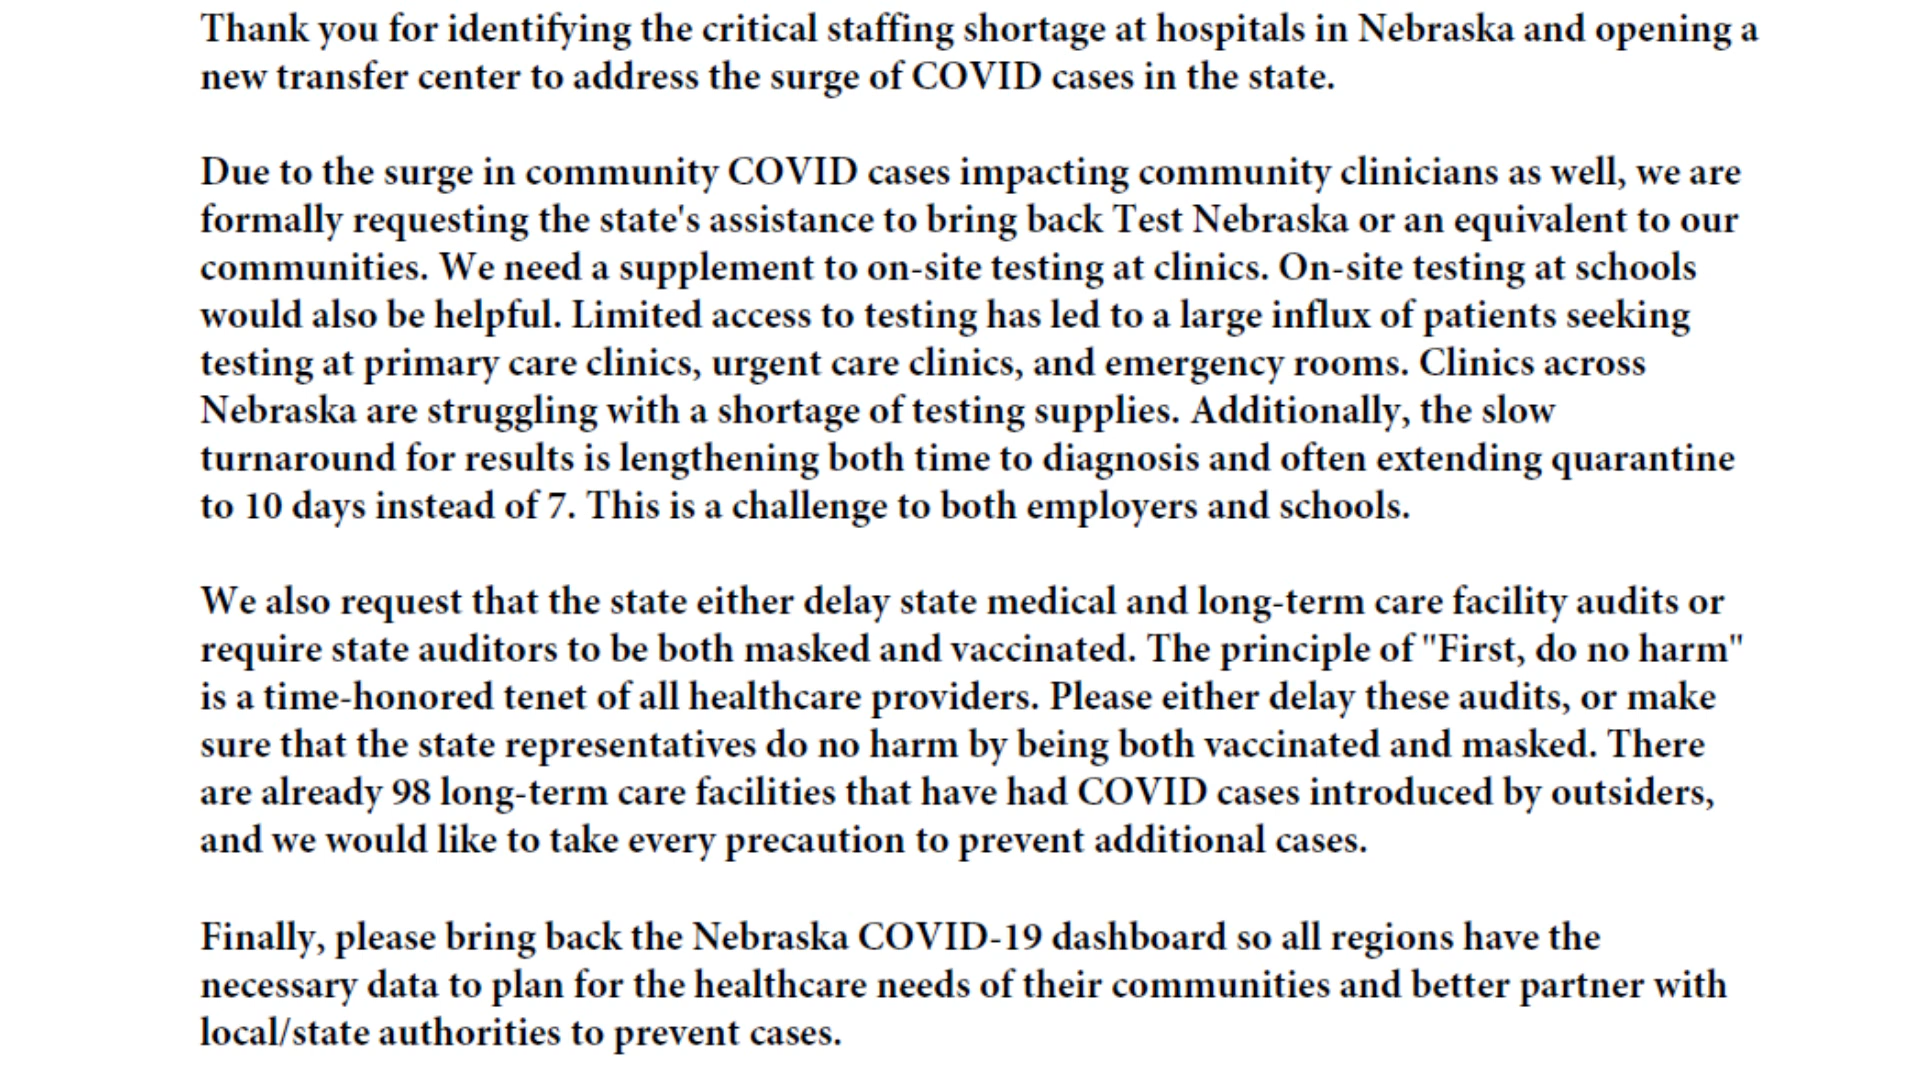 Thank you for identifying the critical staffing shortage at hospitals in Nebraska and opening a
new transfer center to address the surge of COVID cases in the state.
Due to the surge in community COVID cases impacting community clinicians as well, we are
formally requesting the state's assistance to bring back Test Nebraska or an equivalent to our
communities. We need a supplement to on-site testing at clinics. On-site testing at schools
would also be helpful. Limited access to testing has led to a large influx of patients seeking
testing at primary care clinics, urgent care clinics, and emergency rooms. Clinics across
Nebraska are struggling with a shortage of testing supplies. Additionally, the slow
turnaround for results is lengthening both time to diagnosis and often extending quarantine
to 10 days instead of 7. This is a challenge to both employers and schools.
We also request that the state either delay state medical and long-term care facility audits or
require state auditors to be both masked and vaccinated. The principle of "First, do no harm"
is a time-honored tenet of all healthcare providers. Please either delay these audits, or make
sure that the state representatives do no harm by being both vaccinated and masked. There
are already 98 long-term care facilities that have had COVID cases introduced by outsiders,
and we would like to take every precaution to prevent additional cases.
Finally, please bring back the Nebraska COVID-19 dashboard so all regions have the
necessary data to plan for the healthcare needs of their communities and better partner with
local/state authorities to prevent cases.